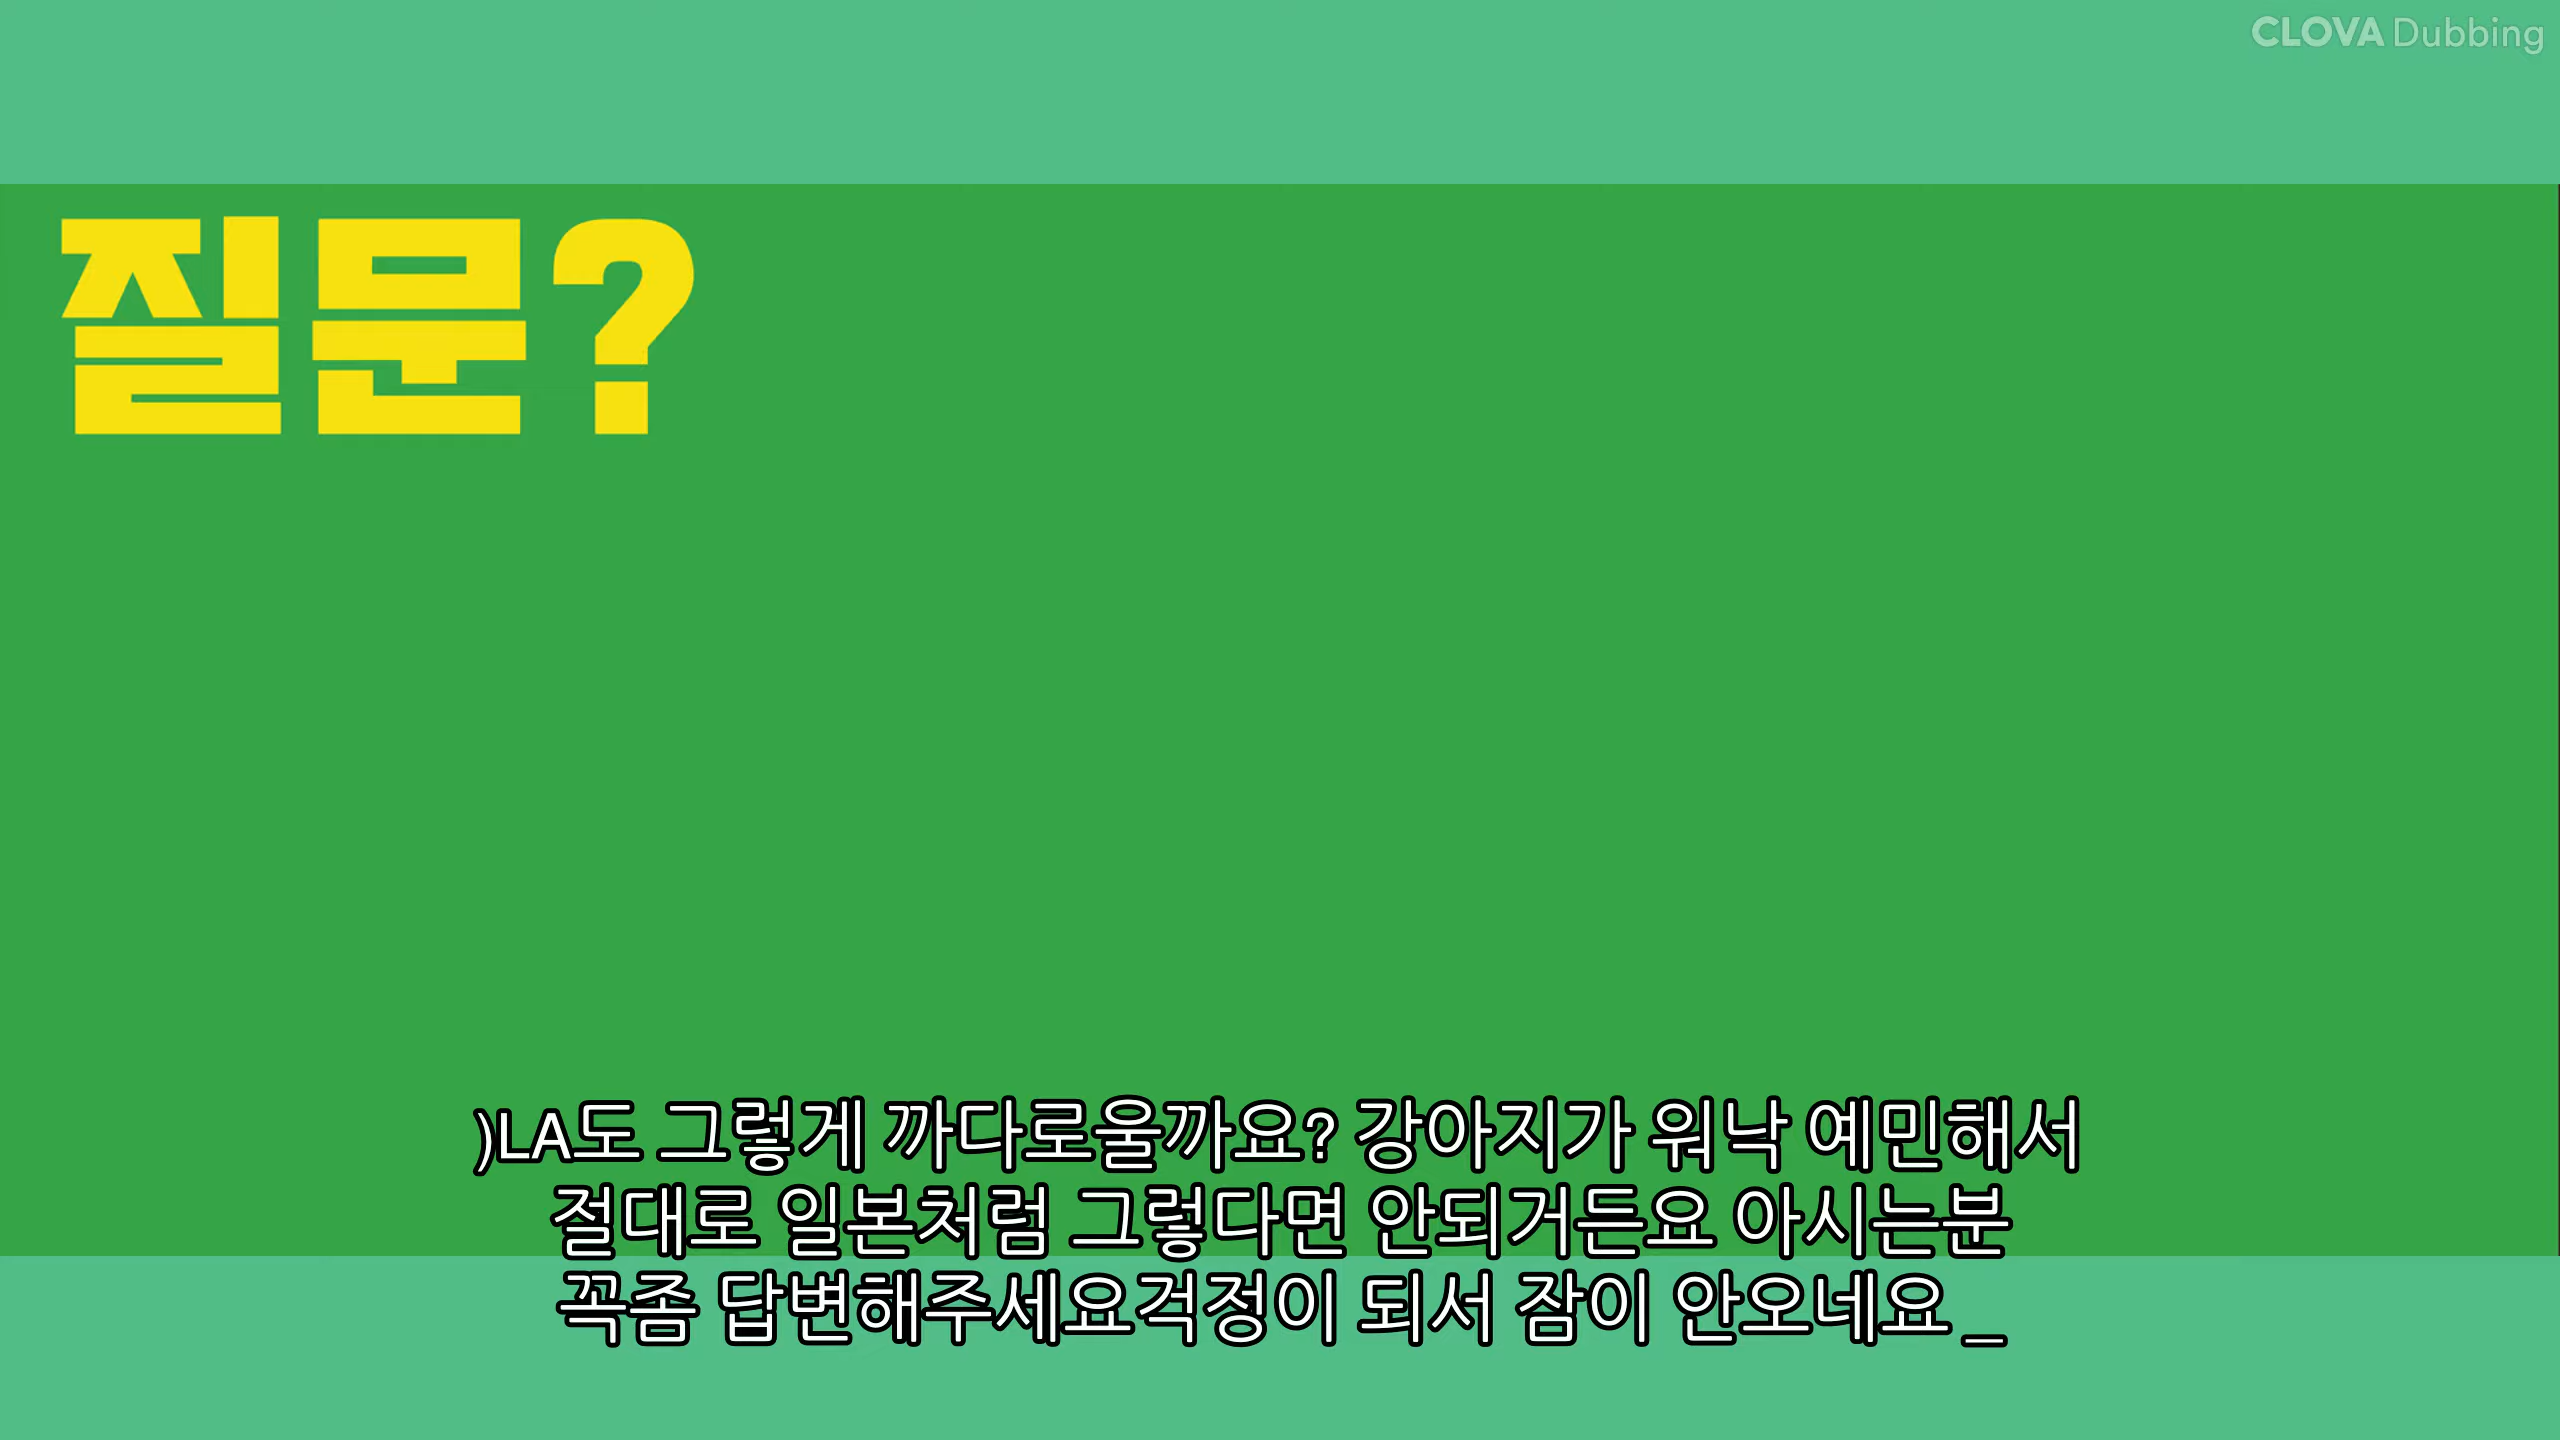 CLOVA Dubbing
질문?
)LA도 그렇게 까다로울까요? 강아지가 워낙 예민해서
절대로 일본처럼 그렇다면 안되거든요 아시는분
꼭좀 답변해주세요걱정이 되서 잠이 안오네요_